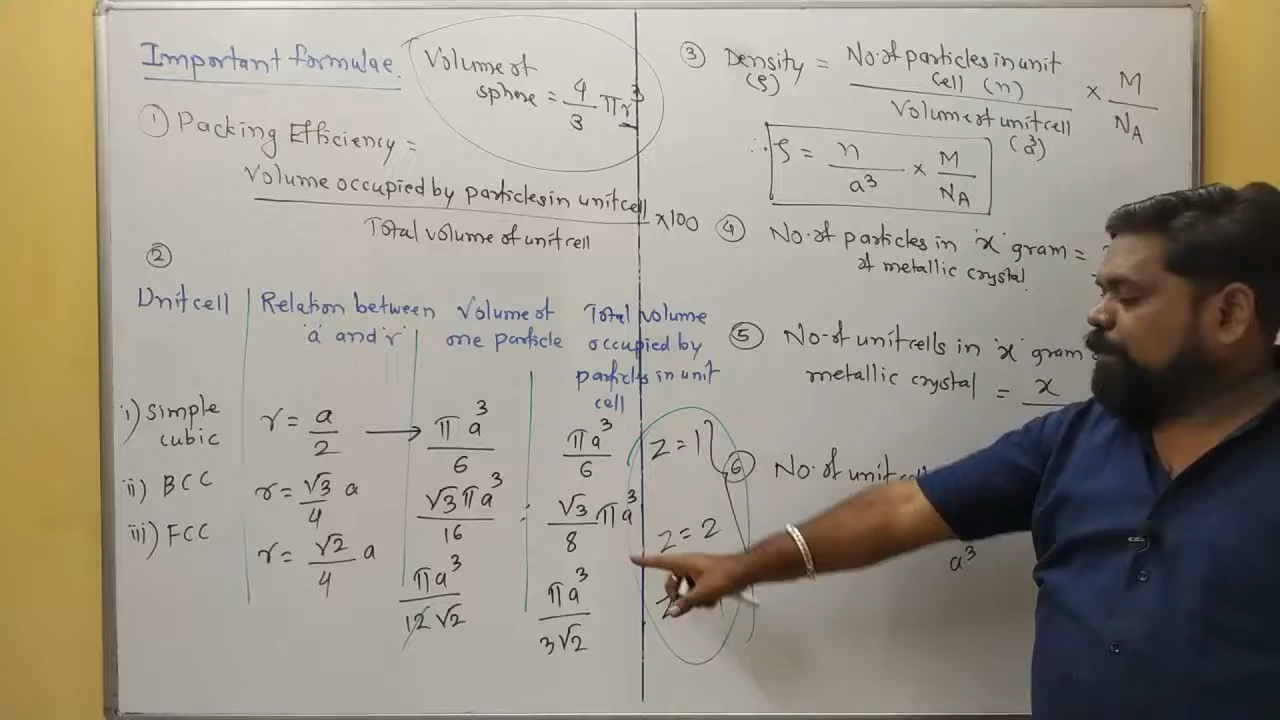 Important formulae
Volume of
sphere = 4/3 πr³
① Packing Efficiency =
Volume occupied by particles in unit cell
Total volume of unit cell
×100
②
Unit cell
Relation between
'a' and 'r'
Volume of
one particle
Total volume
occupied by
particles in unit
cell
i) Simple
cubic
r = a/2
πa³/6
πa³/6
Z = 1
ii) BCC
r = √3/4 a
√3πa³/16
√3/8 πa³
Z = 2
iii) FCC
r = √2/4 a
πa³/12√2
πa³/3√2
③ Density =
(ρ)
No. of particles in unit
cell (n)
Volume of unit cell
(a³)
× M/NA
∴ ρ = n/a³ × M/NA
④ No. of particles in 'x' gram =
of metallic crystal
⑤ No. of unit cells in 'x' gram
metallic crystal = x
⑥ No. of unit
a³